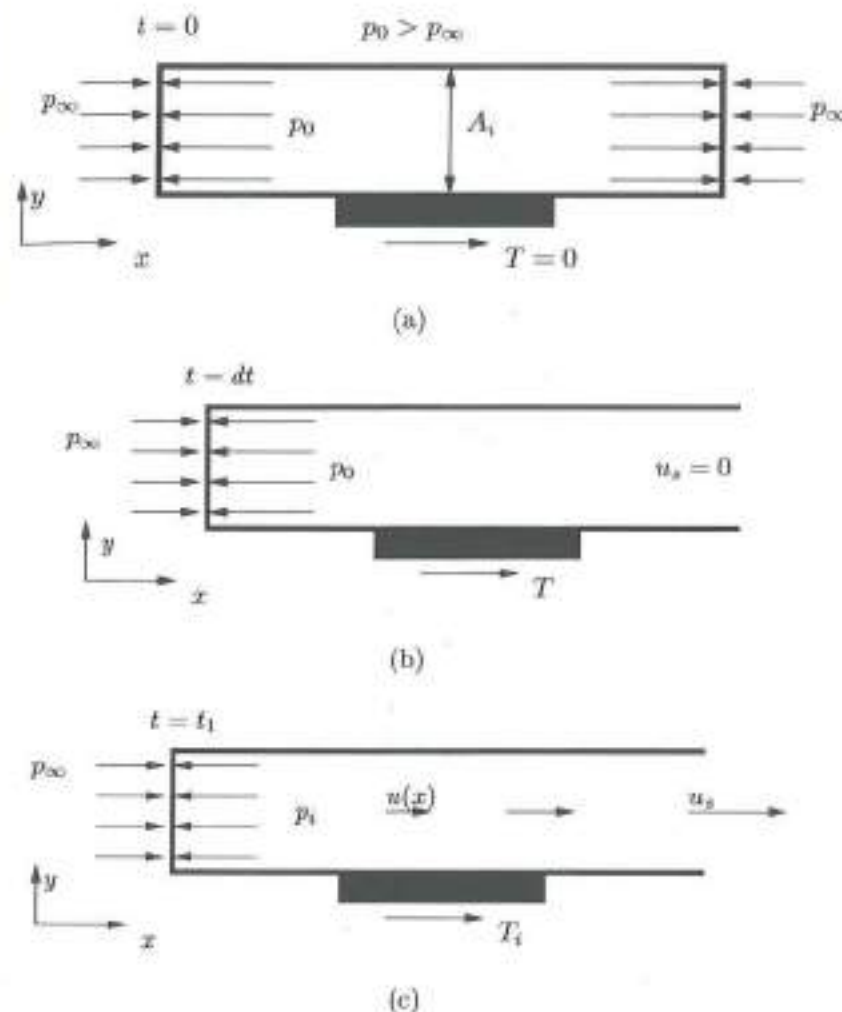 t = 0
p₀ > p∞
p∞
p₀
Aᵢ
p∞
y
x
T = 0
(a)
t = dt
p∞
p₀
uₛ = 0
y
x
T
(b)
t = t₁
p∞
pᵢ
u(x)
uₛ
y
x
Tᵢ
(c)